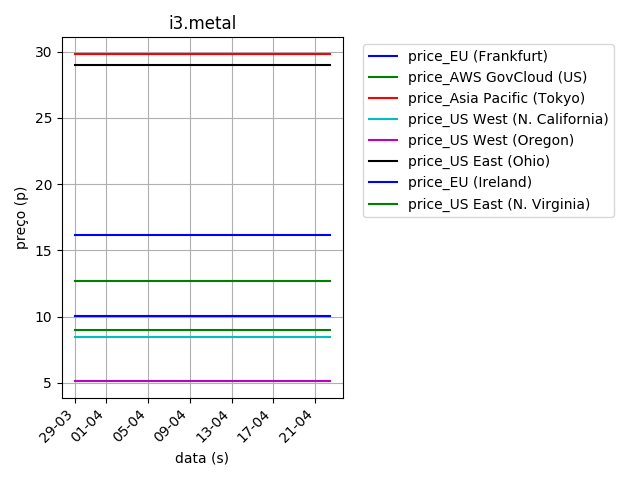 i3.metal
30
25
20
15
10
5
preço (p)
29-03
01-04
05-04
09-04
13-04
17-04
21-04
data (s)
price_EU (Frankfurt)
price_AWS GovCloud (US)
price_Asia Pacific (Tokyo)
price_US West (N. California)
price_US West (Oregon)
price_US East (Ohio)
price_EU (Ireland)
price_US East (N. Virginia)